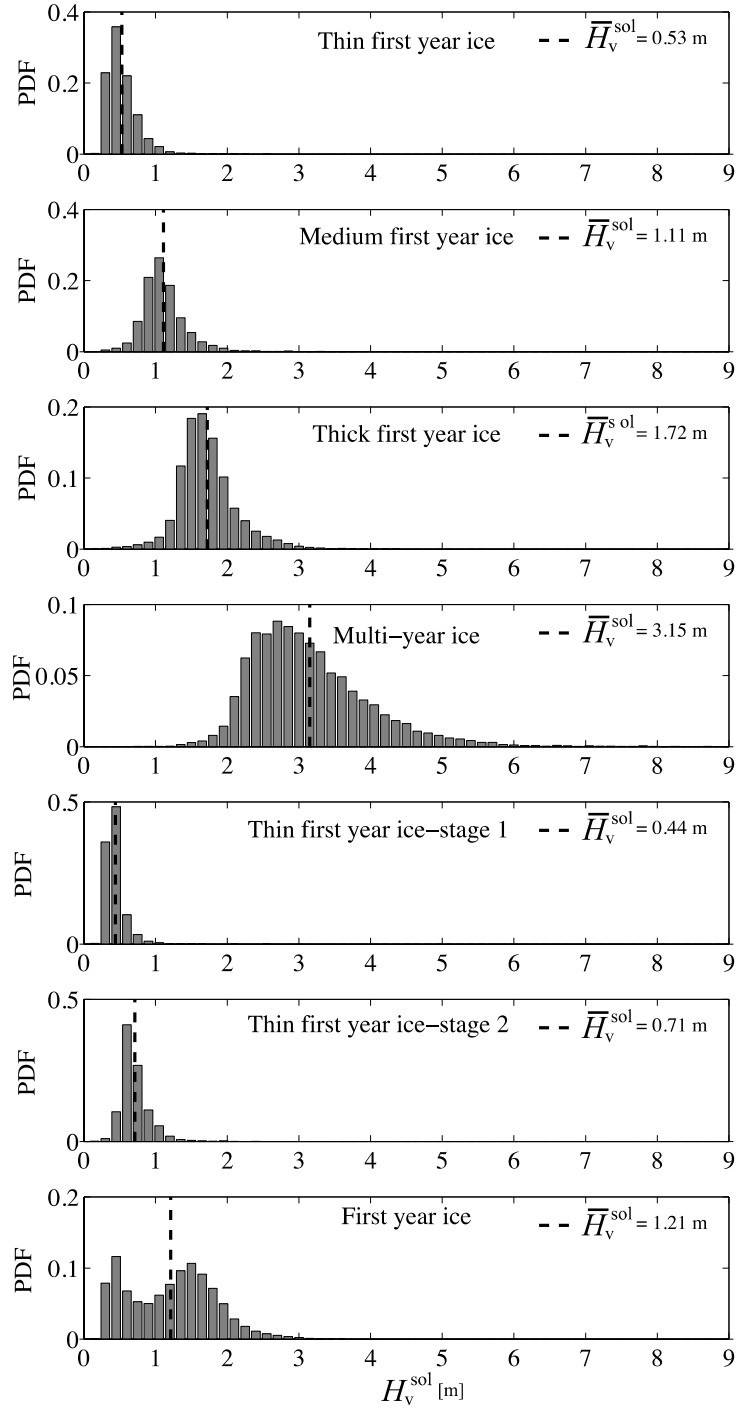 0.4
Thin first year ice
H̅ᵥˢᵒˡ = 0.53 m
PDF
0.2
0
0 1 2 3 4 5 6 7 8 9
0.4
Medium first year ice
H̅ᵥˢᵒˡ = 1.11 m
PDF
0.2
0
0 1 2 3 4 5 6 7 8 9
0.2
Thick first year ice
H̅ᵥˢ ᵒˡ = 1.72 m
PDF
0.1
0
0 1 2 3 4 5 6 7 8 9
0.1
Multi−year ice
H̅ᵥˢᵒˡ = 3.15 m
PDF
0.05
0
0 1 2 3 4 5 6 7 8 9
0.5
Thin first year ice−stage 1
H̅ᵥˢᵒˡ = 0.44 m
PDF
0
0 1 2 3 4 5 6 7 8 9
0.5
Thin first year ice−stage 2
H̅ᵥˢᵒˡ = 0.71 m
PDF
0
0 1 2 3 4 5 6 7 8 9
0.2
First year ice
H̅ᵥˢᵒˡ = 1.21 m
PDF
0.1
0
0 1 2 3 4 5 6 7 8 9
Hᵥˢᵒˡ [m]